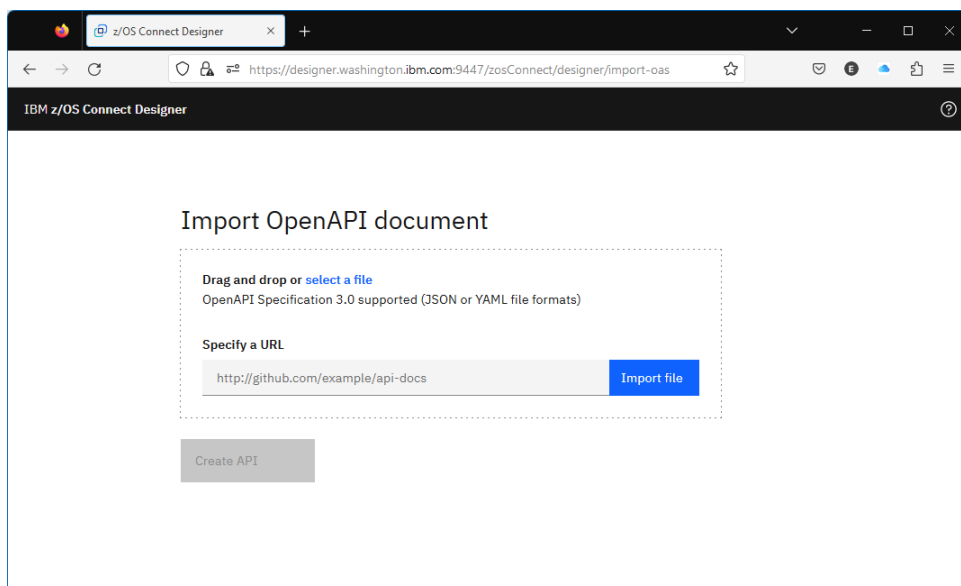 z/OS Connect Designer
https://designer.washington.ibm.com:9447/zosConnect/designer/import-oas
E
IBM z/OS Connect Designer
Import OpenAPI document
Drag and drop or select a file
OpenAPI Specification 3.0 supported (JSON or YAML file formats)
Specify a URL
http://github.com/example/api-docs
Import file
Create API